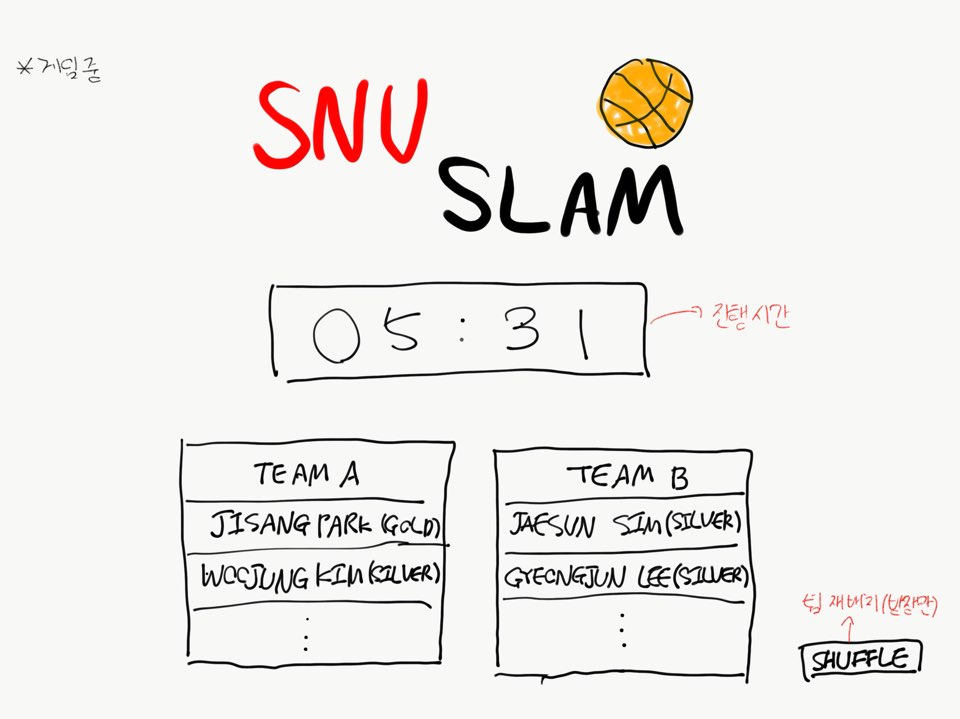 *게임중
SNU
SLAM
05:31
진행시간
TEAM A
JISANG PARK (GOLD)
WOOJUNG KIM (SILVER)
TEAM B
JAESUN SIM (SILVER)
GYEONGJUN LEE (SILVER)
팀 재배치(방장만)
SHUFFLE